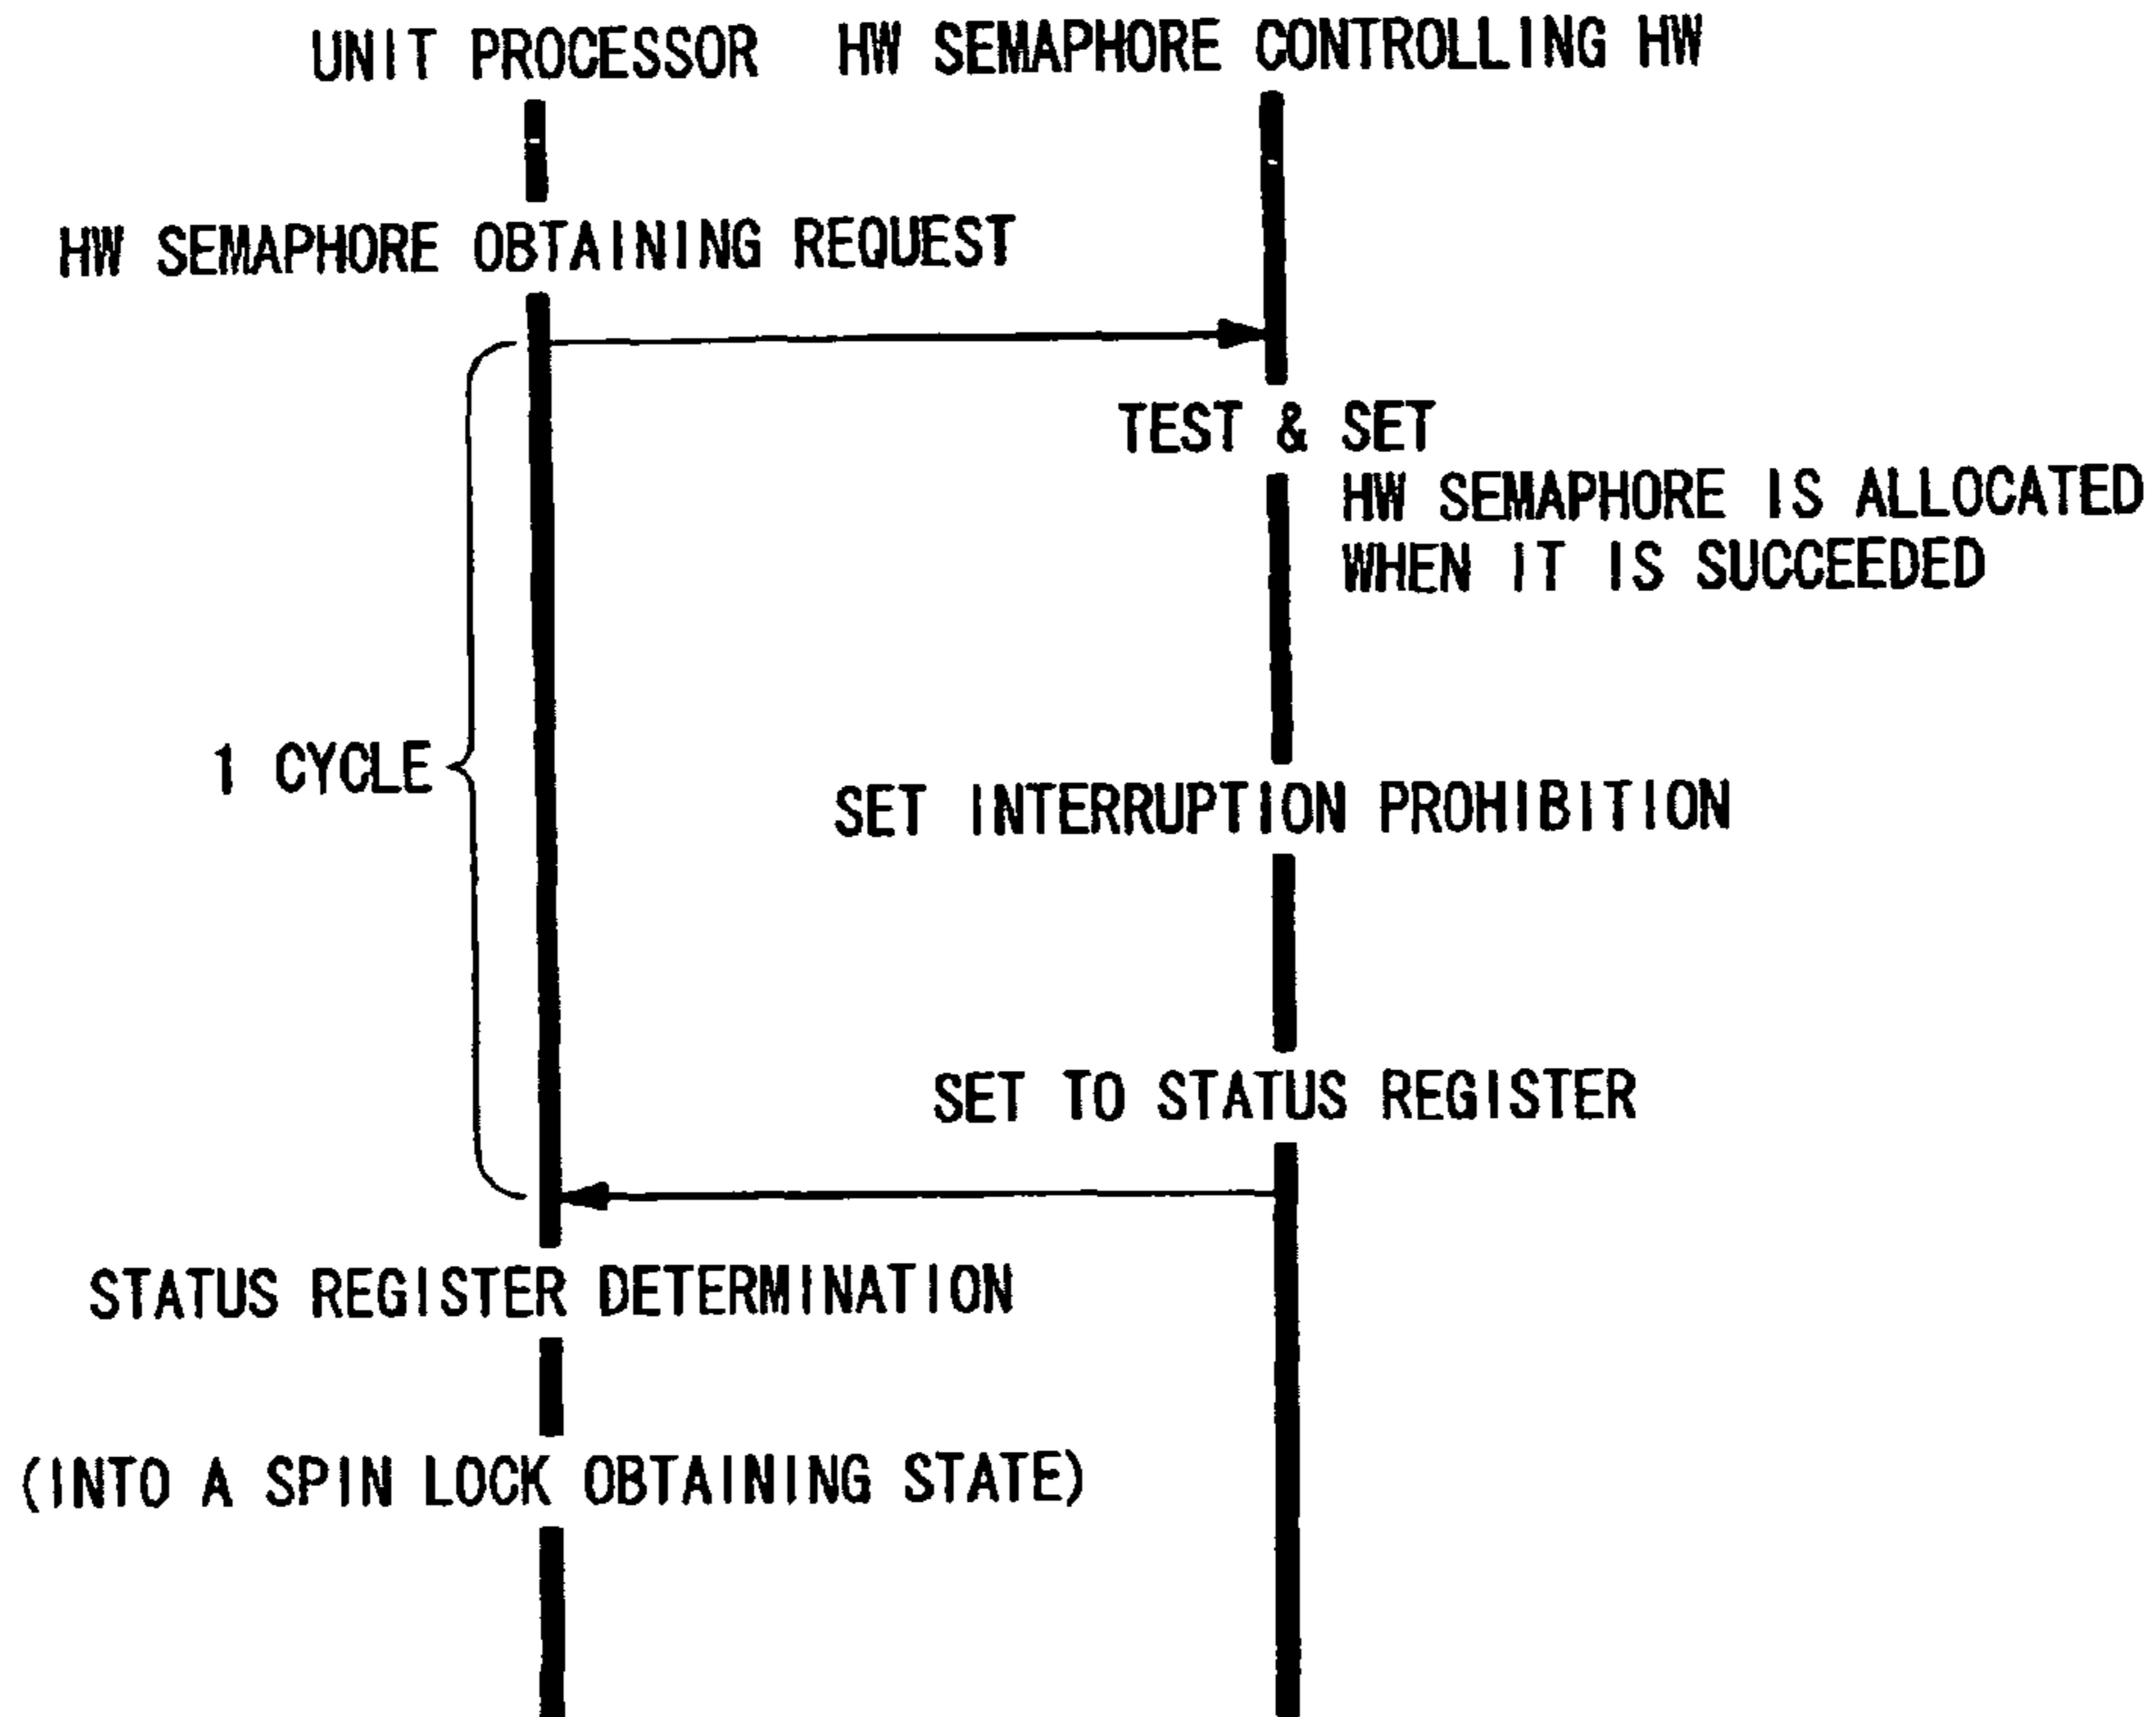 UNIT PROCESSOR
HW SEMAPHORE CONTROLLING HW
HW SEMAPHORE OBTAINING REQUEST
TEST & SET
HW SEMAPHORE IS ALLOCATED
WHEN IT IS SUCCEEDED
1 CYCLE
SET INTERRUPTION PROHIBITION
SET TO STATUS REGISTER
STATUS REGISTER DETERMINATION
(INTO A SPIN LOCK OBTAINING STATE)